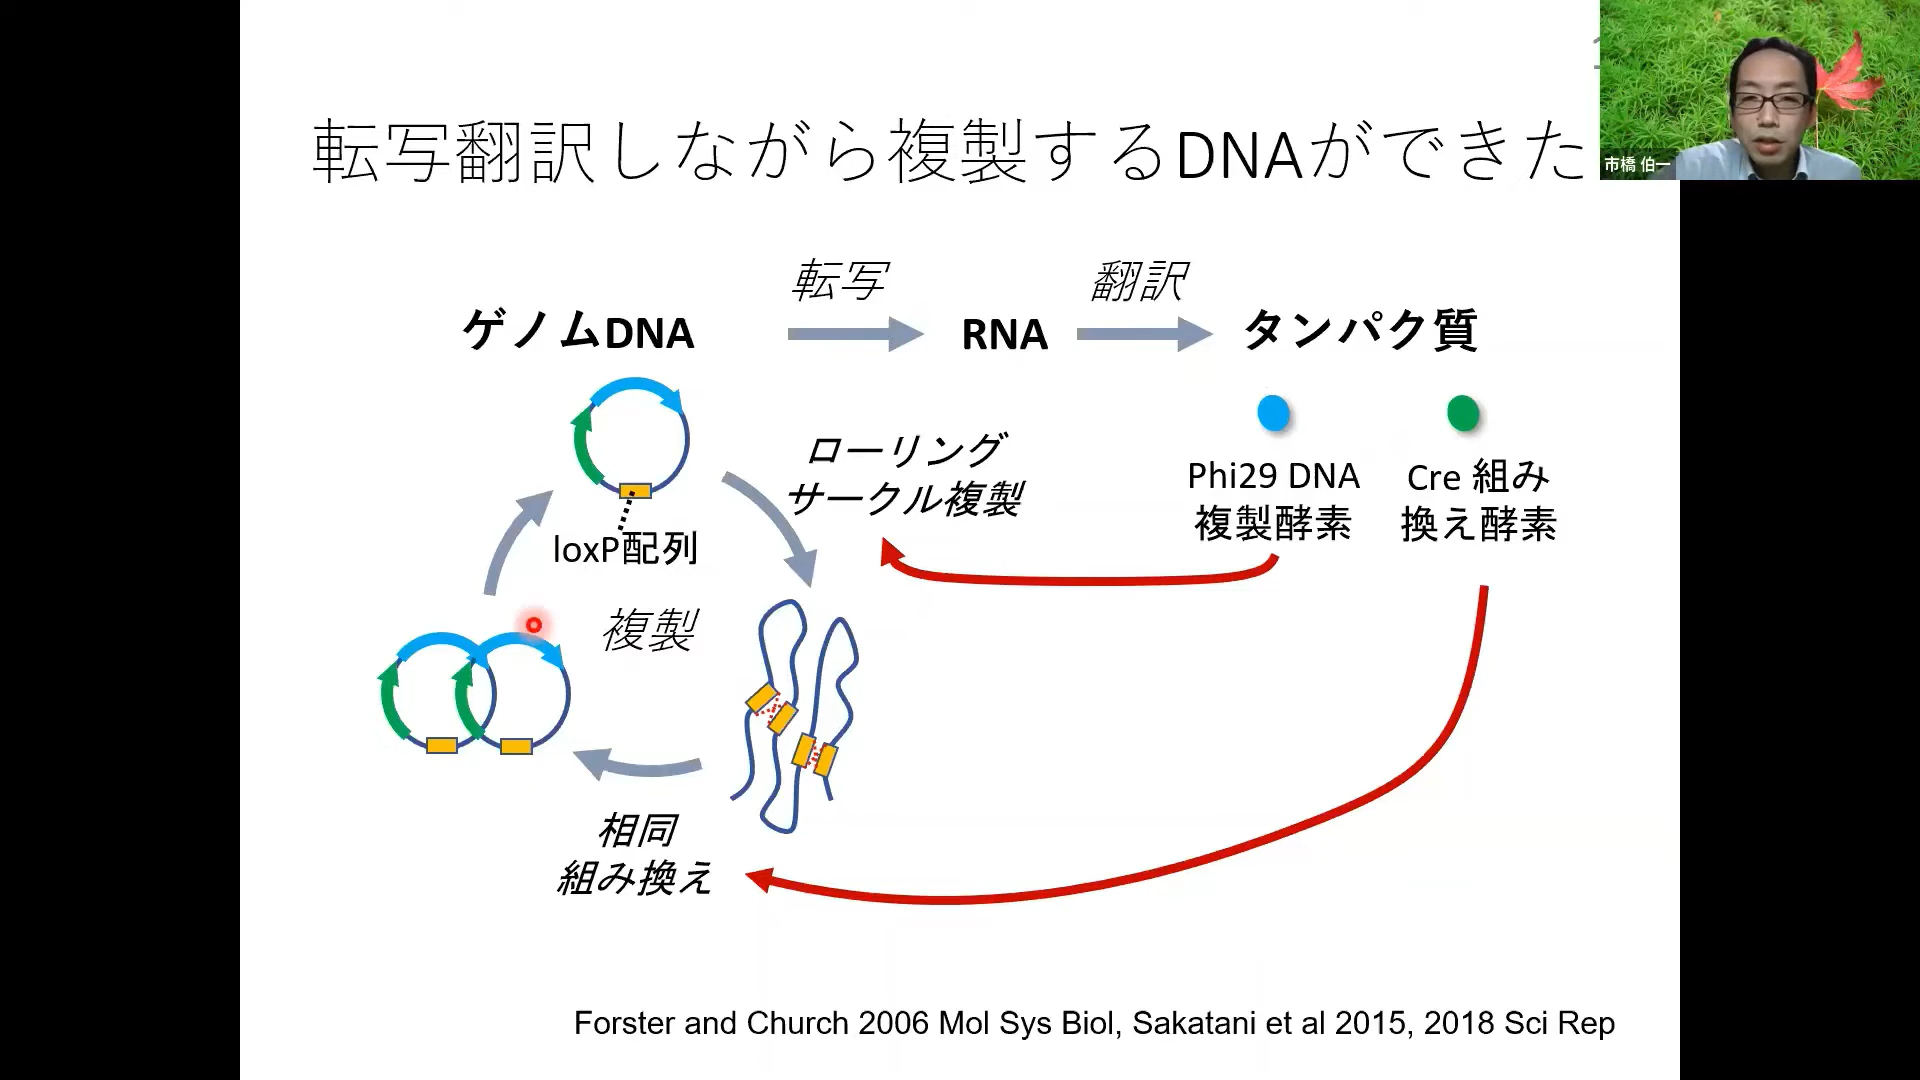 転写翻訳しながら複製するDNAができた
市橋 伯一
転写
翻訳
ゲノムDNA
RNA
タンパク質
ローリング
サークル複製
Phi29 DNA
複製酵素
Cre 組み
換え酵素
loxP配列
複製
相同
組み換え
Forster and Church 2006 Mol Sys Biol, Sakatani et al 2015, 2018 Sci Rep